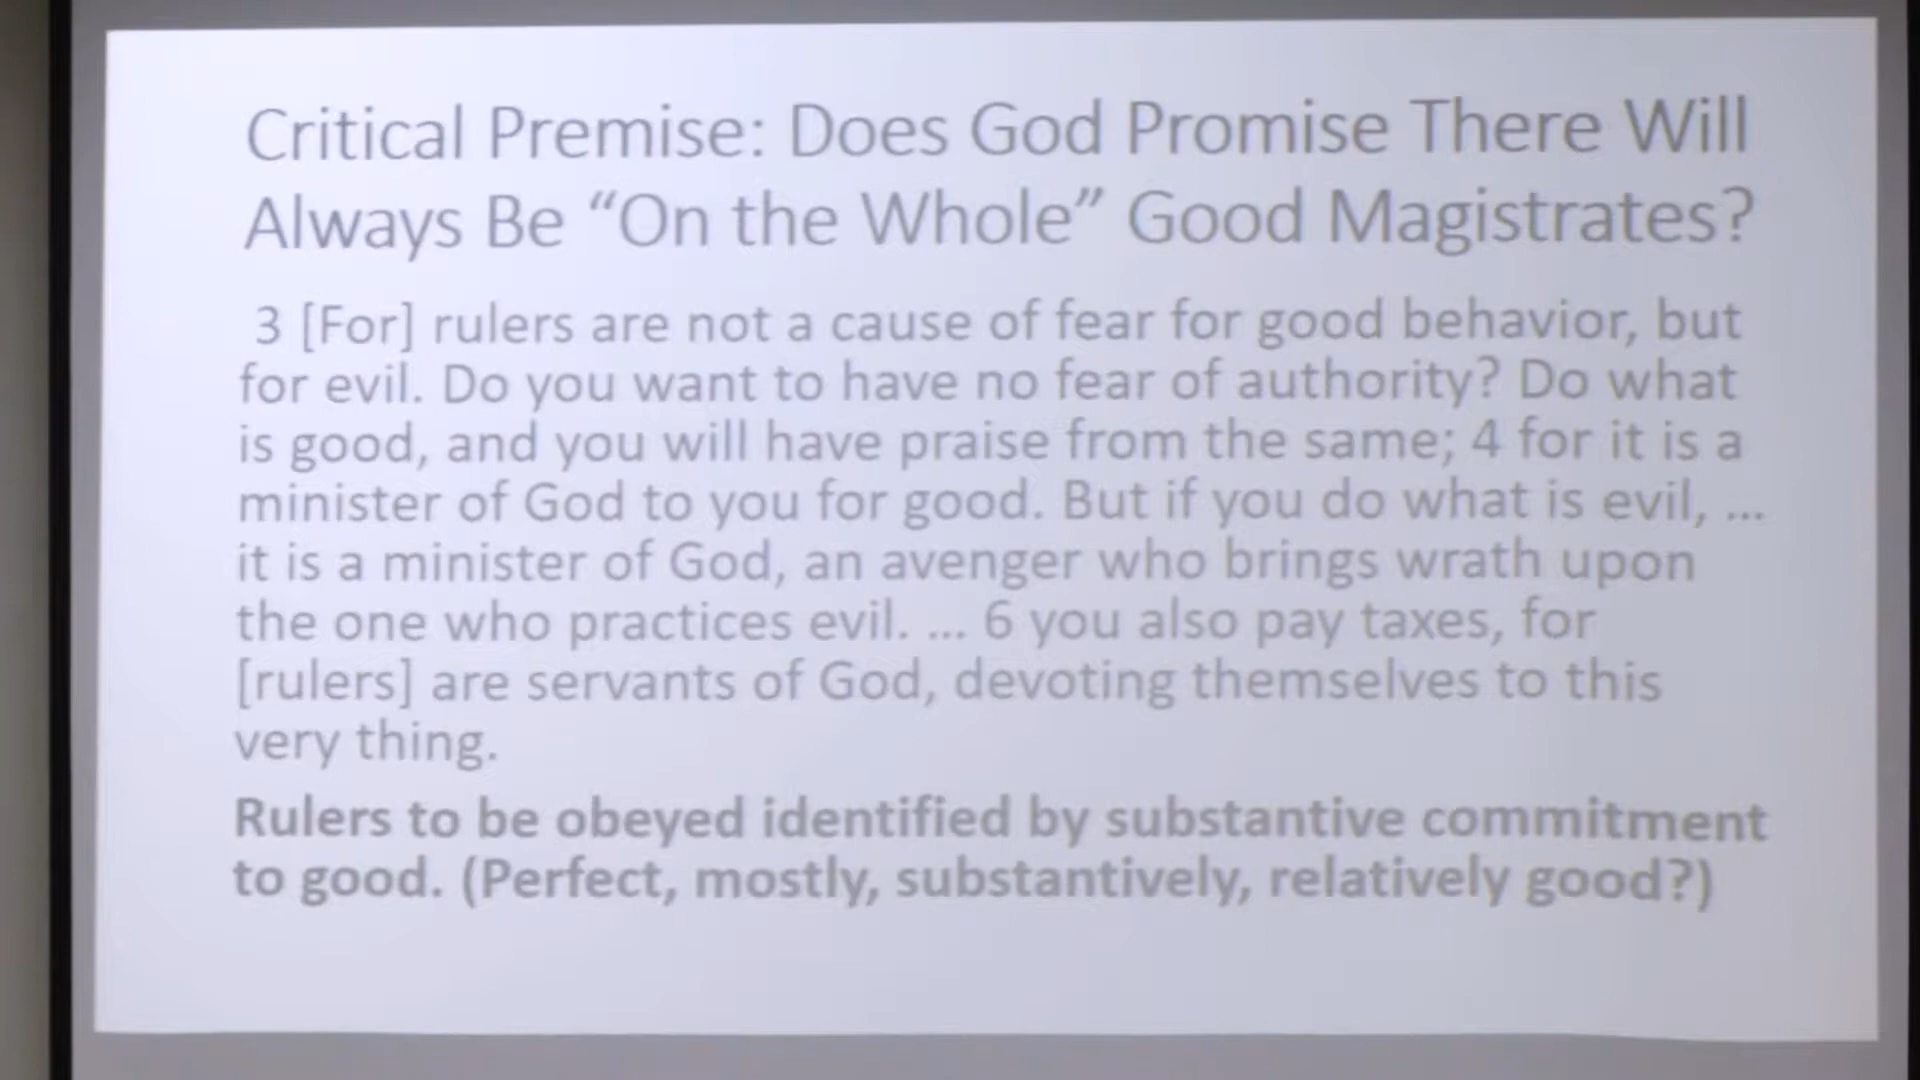 Critical Premise: Does God Promise There Will
Always Be “On the Whole” Good Magistrates?
3 [For] rulers are not a cause of fear for good behavior, but
for evil. Do you want to have no fear of authority? Do what
is good, and you will have praise from the same; 4 for it is a
minister of God to you for good. But if you do what is evil, ...
it is a minister of God, an avenger who brings wrath upon
the one who practices evil. ... 6 you also pay taxes, for
[rulers] are servants of God, devoting themselves to this
very thing.
Rulers to be obeyed identified by substantive commitment
to good. (Perfect, mostly, substantively, relatively good?)